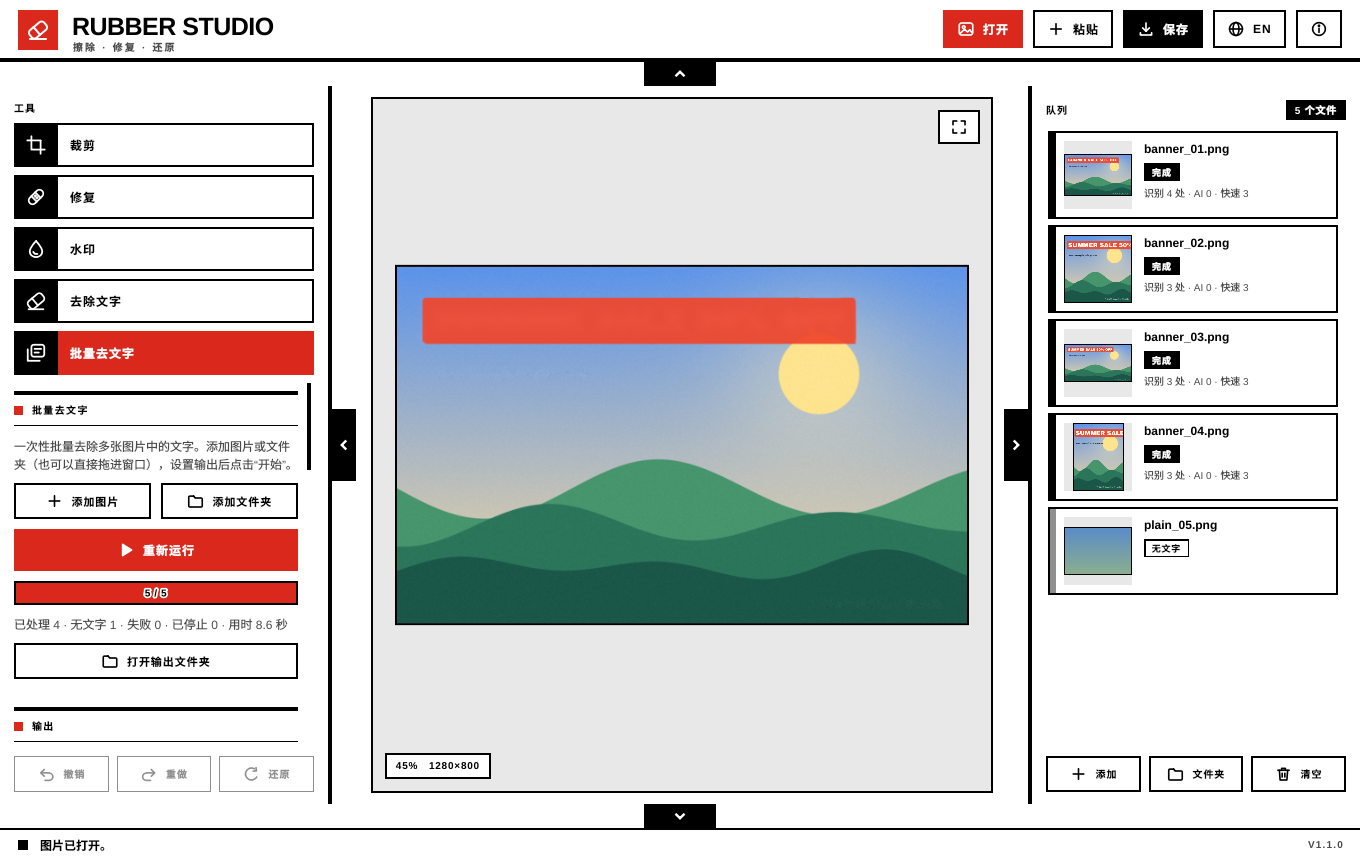 RUBBER STUDIO
擦除 · 修复 · 还原
打开
粘贴
保存
EN
工具
裁剪
修复
水印
去除文字
批量去文字
批量去文字
一次性批量去除多张图片中的文字。添加图片或文件
夹（也可以直接拖进窗口），设置输出后点击“开始”。
添加图片
添加文件夹
重新运行
5 / 5
已处理 4 · 无文字 1 · 失败 0 · 已停止 0 · 用时 8.6 秒
打开输出文件夹
输出
撤销
重做
还原
45% 1280×800
队列
5 个文件
banner_01.png
完成
识别 4 处 · AI 0 · 快速 3
SUMMER SALE 50%
banner_02.png
完成
识别 3 处 · AI 0 · 快速 3
SUMMER SALE 50% OFF
banner_03.png
完成
识别 3 处 · AI 0 · 快速 3
SUMMER SALE
banner_04.png
完成
识别 3 处 · AI 0 · 快速 3
plain_05.png
无文字
添加
文件夹
清空
图片已打开。
V1.1.0